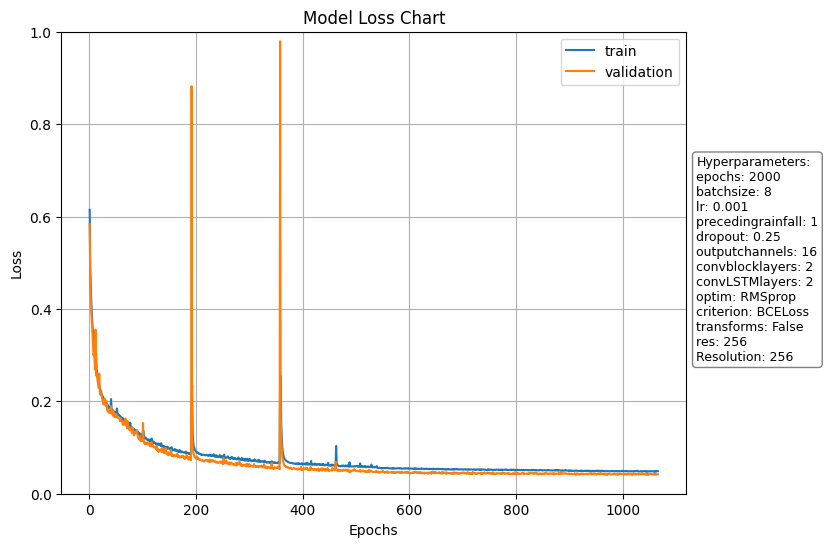 Model Loss Chart
1.0
0.8
0.6
0.4
0.2
0.0
Loss
0
200
400
600
800
1000
Epochs
train
validation
Hyperparameters:
epochs: 2000
batchsize: 8
lr: 0.001
precedingrainfall: 1
dropout: 0.25
outputchannels: 16
convblocklayers: 2
convLSTMlayers: 2
optim: RMSprop
criterion: BCELoss
transforms: False
res: 256
Resolution: 256